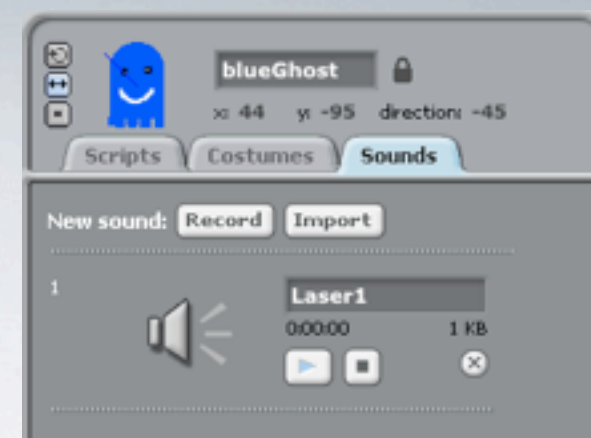 blueGhost
x: 44 y: -95 direction: -45
Scripts Costumes Sounds
New sound: Record Import
1
Laser1
0:00:00 1 KB